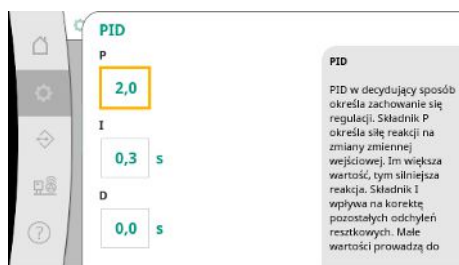 PID
P
2,0
I
0,3 s
D
0,0 s
PID
PID w decydujący sposób
określa zachowanie się
regulacji. Składnik P
określa siłę reakcji na
zmiany zmiennej
wejściowej. Im większa
wartość, tym silniejsza
reakcja. Składnik I
wpływa na korektę
pozostałych odchyleń
resztkowych. Małe
wartości prowadzą do